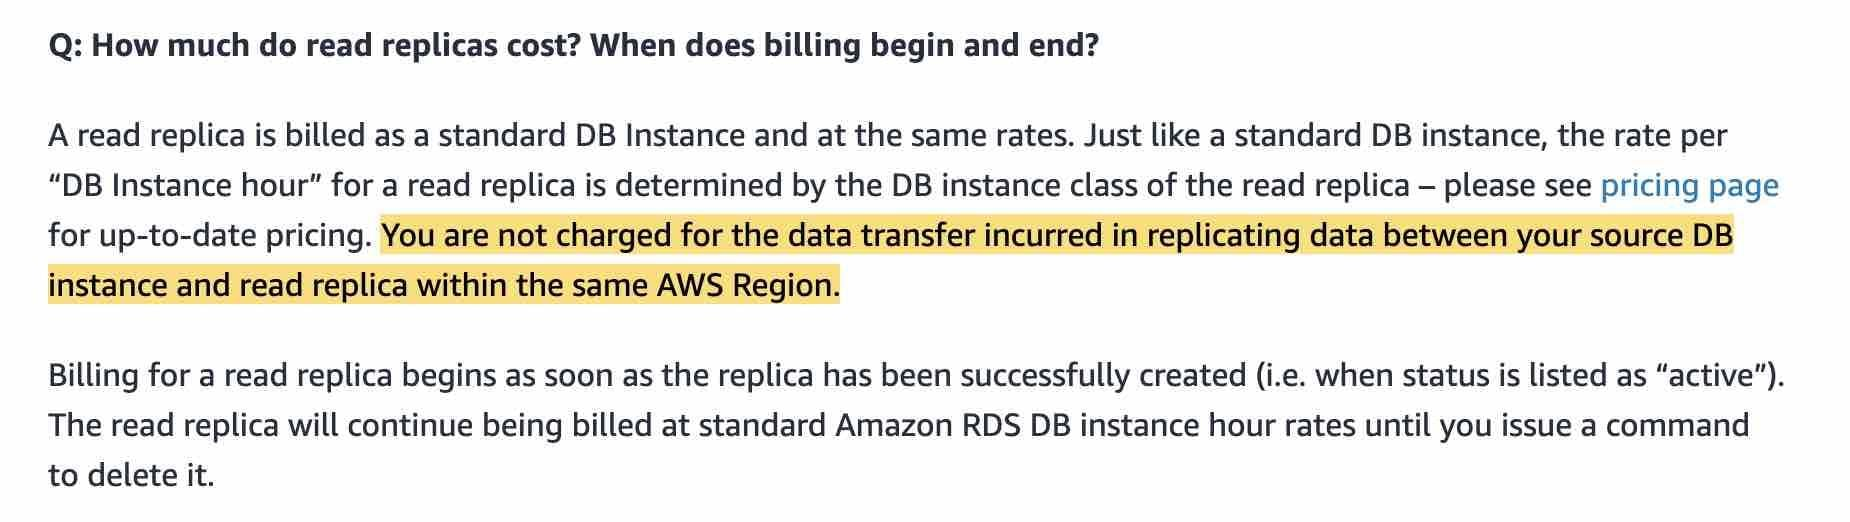 Q: How much do read replicas cost? When does billing begin and end?
A read replica is billed as a standard DB Instance and at the same rates. Just like a standard DB instance, the rate per
“DB Instance hour” for a read replica is determined by the DB instance class of the read replica – please see pricing page
for up-to-date pricing. You are not charged for the data transfer incurred in replicating data between your source DB
instance and read replica within the same AWS Region.
Billing for a read replica begins as soon as the replica has been successfully created (i.e. when status is listed as “active”).
The read replica will continue being billed at standard Amazon RDS DB instance hour rates until you issue a command
to delete it.